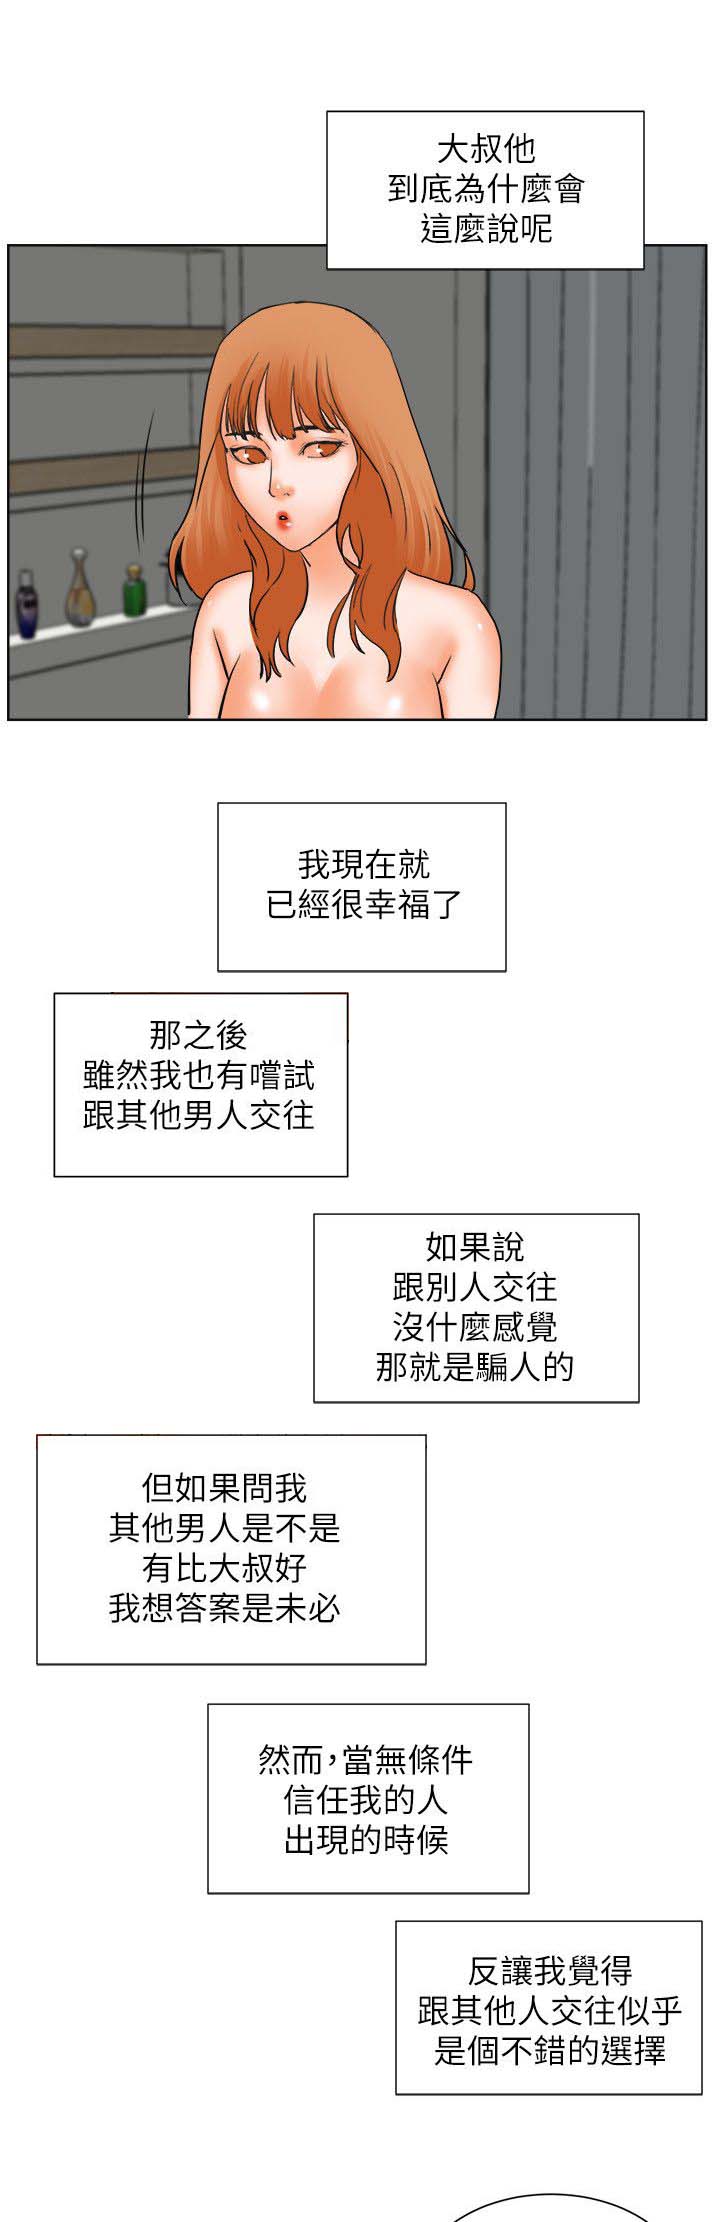 大叔他
到底為什麼會
這麼說呢
我現在就
已經很幸福了
那之後
雖然我也有嚐試
跟其他男人交往
如果說
跟別人交往
沒什麼感覺
那就是騙人的
但如果問我
其他男人是不是
有比大叔好
我想答案是未必
然而，當無條件
信任我的人
出現的時候
反讓我覺得
跟其他人交往似乎
是個不錯的選擇